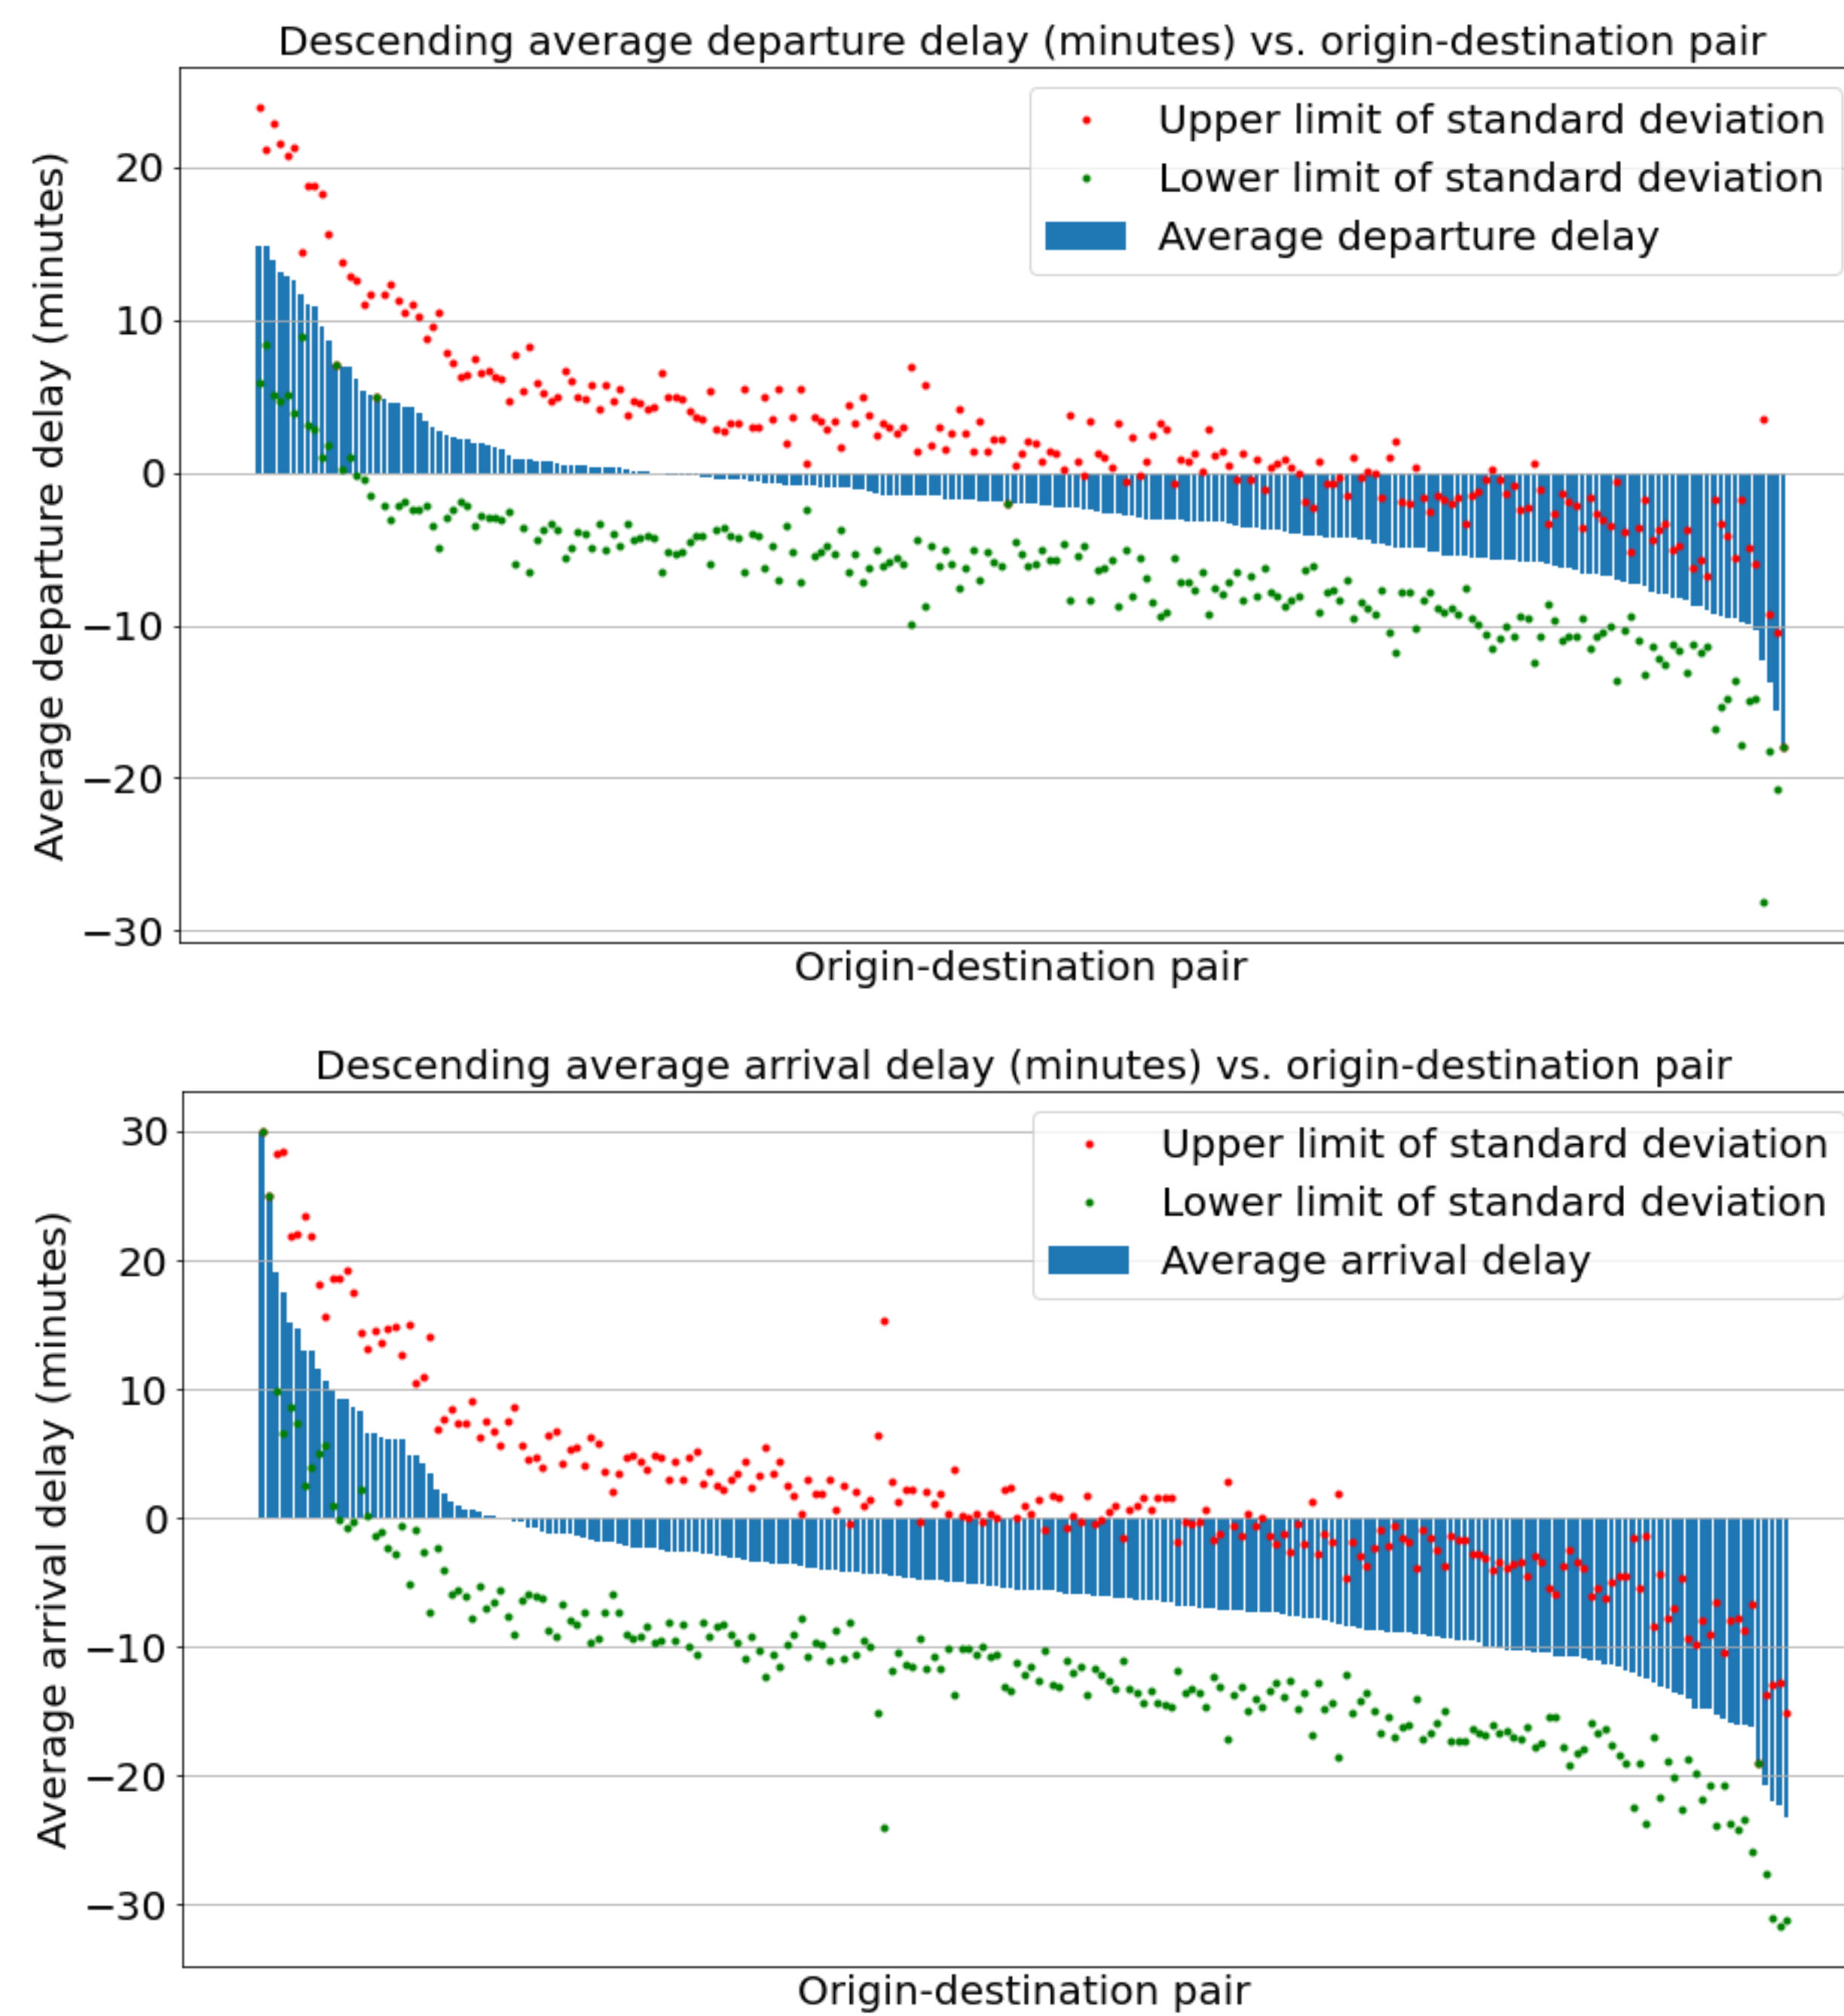 Descending average departure delay (minutes) vs. origin-destination pair
Upper limit of standard deviation
Lower limit of standard deviation
Average departure delay
Average departure delay (minutes)
20
10
0
−10
−20
−30
Origin-destination pair
Descending average arrival delay (minutes) vs. origin-destination pair
Upper limit of standard deviation
Lower limit of standard deviation
Average arrival delay
Average arrival delay (minutes)
30
20
10
0
−10
−20
−30
Origin-destination pair